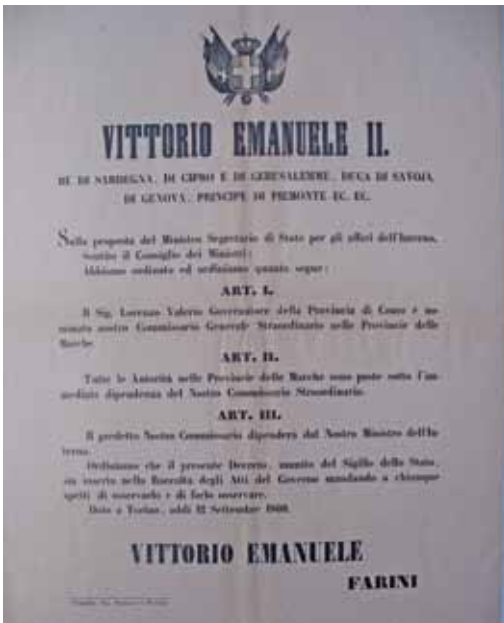 VITTORIO EMANUELE II.
RE DI SARDEGNA, DI CIPRO E DI GERUSALEMME, DUCA DI SAVOJA,
DI GENOVA, PRINCIPE DI PIEMONTE EC. EC.
Sulla proposta del Ministro Segretario di Stato per gli affari dell'Interno,
sentito il Consiglio dei Ministri;
Abbiamo ordinato ed ordiniamo quanto segue:
ART. I.
Il Sig. Lorenzo Valerio Governatore della Provincia di Como è no-
minato nostro Commissario Generale Straordinario nelle Provincie delle
Marche.
ART. II.
Tutte le Autorità nelle Provincie delle Marche sono poste sotto l'im-
mediata dipendenza del Nostro Commissario Straordinario.
ART. III.
Il predetto Nostro Commissario dipenderà dal Nostro Ministro dell'In-
terno.
Ordiniamo che il presente Decreto, munito del Sigillo dello Stato,
sia inserto nella Raccolta degli Atti del Governo mandando a chiunque
spetti di osservarlo e di farlo osservare.
Dato a Torino, addì 12 Settembre 1860.
VITTORIO EMANUELE
FARINI